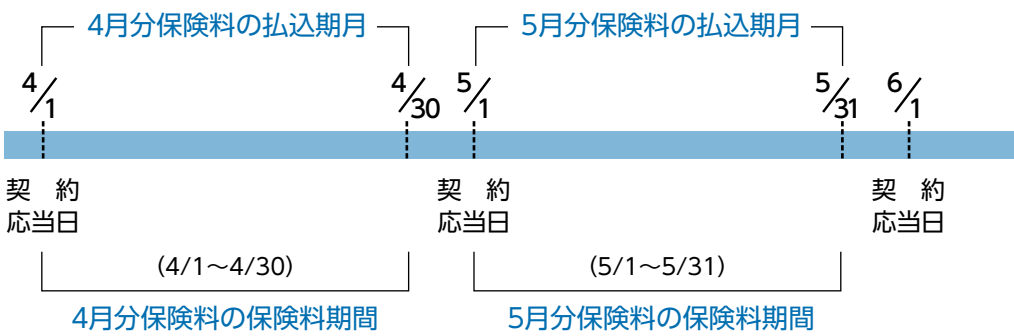 4月分保険料の払込期月
5月分保険料の払込期月
4/1
4/30
5/1
5/31
6/1
契 約
応当日
契 約
応当日
契 約
応当日
(4/1～4/30)
(5/1～5/31)
4月分保険料の保険料期間
5月分保険料の保険料期間